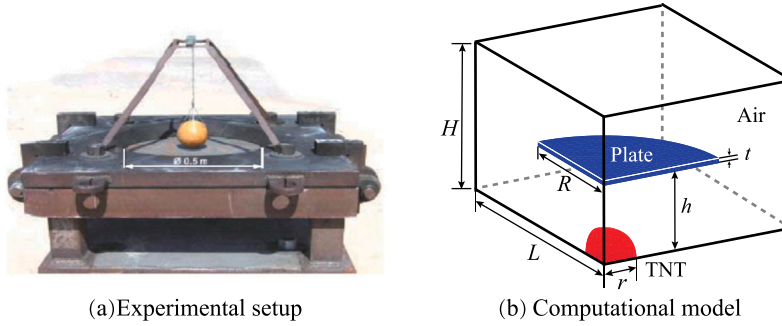 Ø 0.5 m
(a)Experimental setup
H
Air
Plate
t
R
h
L
TNT
r
(b) Computational model